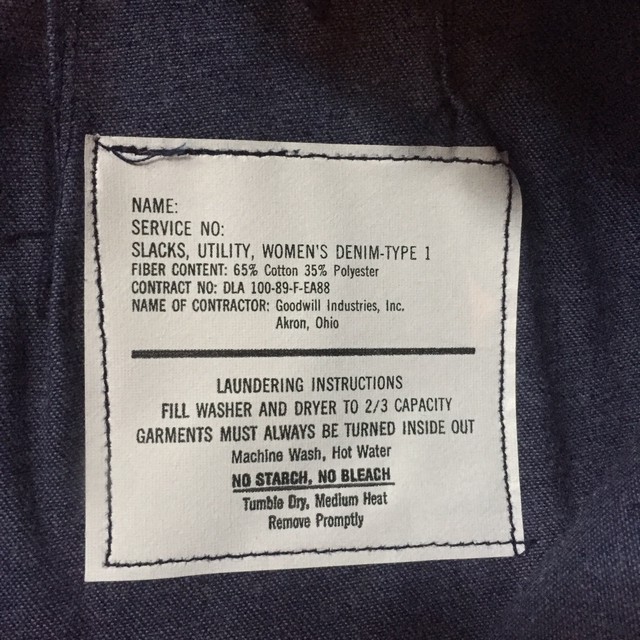 NAME:
SERVICE NO:
SLACKS, UTILITY, WOMEN'S DENIM-TYPE 1
FIBER CONTENT: 65% Cotton 35% Polyester
CONTRACT NO: DLA 100-89-F-EA88
NAME OF CONTRACTOR: Goodwill Industries, Inc.
Akron, Ohio
LAUNDERING INSTRUCTIONS
FILL WASHER AND DRYER TO 2/3 CAPACITY
GARMENTS MUST ALWAYS BE TURNED INSIDE OUT
Machine Wash, Hot Water
NO STARCH, NO BLEACH
Tumble Dry, Medium Heat
Remove Promptly